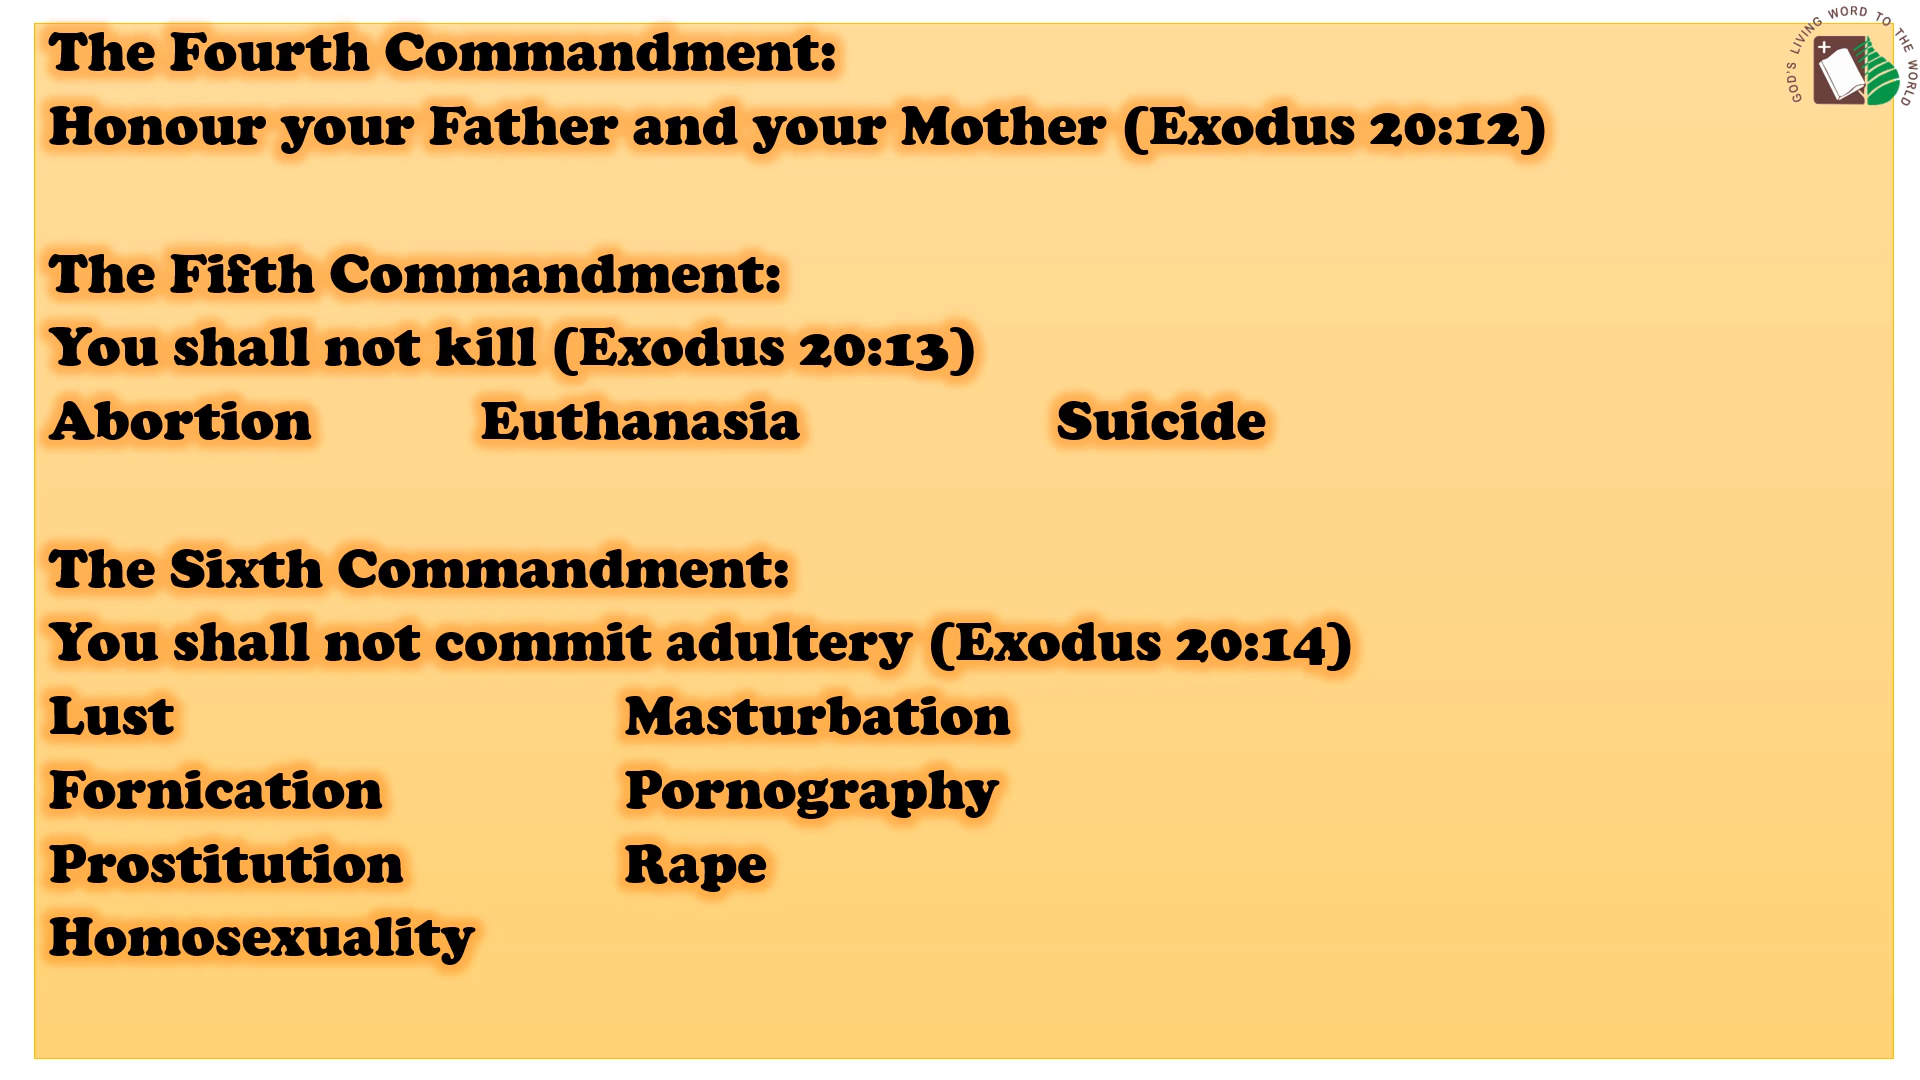 The Fourth Commandment:
Honour your Father and your Mother (Exodus 20:12)
The Fifth Commandment:
You shall not kill (Exodus 20:13)
Abortion Euthanasia Suicide
The Sixth Commandment:
You shall not commit adultery (Exodus 20:14)
Lust Masturbation
Fornication Pornography
Prostitution Rape
Homosexuality
GOD'S LIVING WORD TO THE WORLD